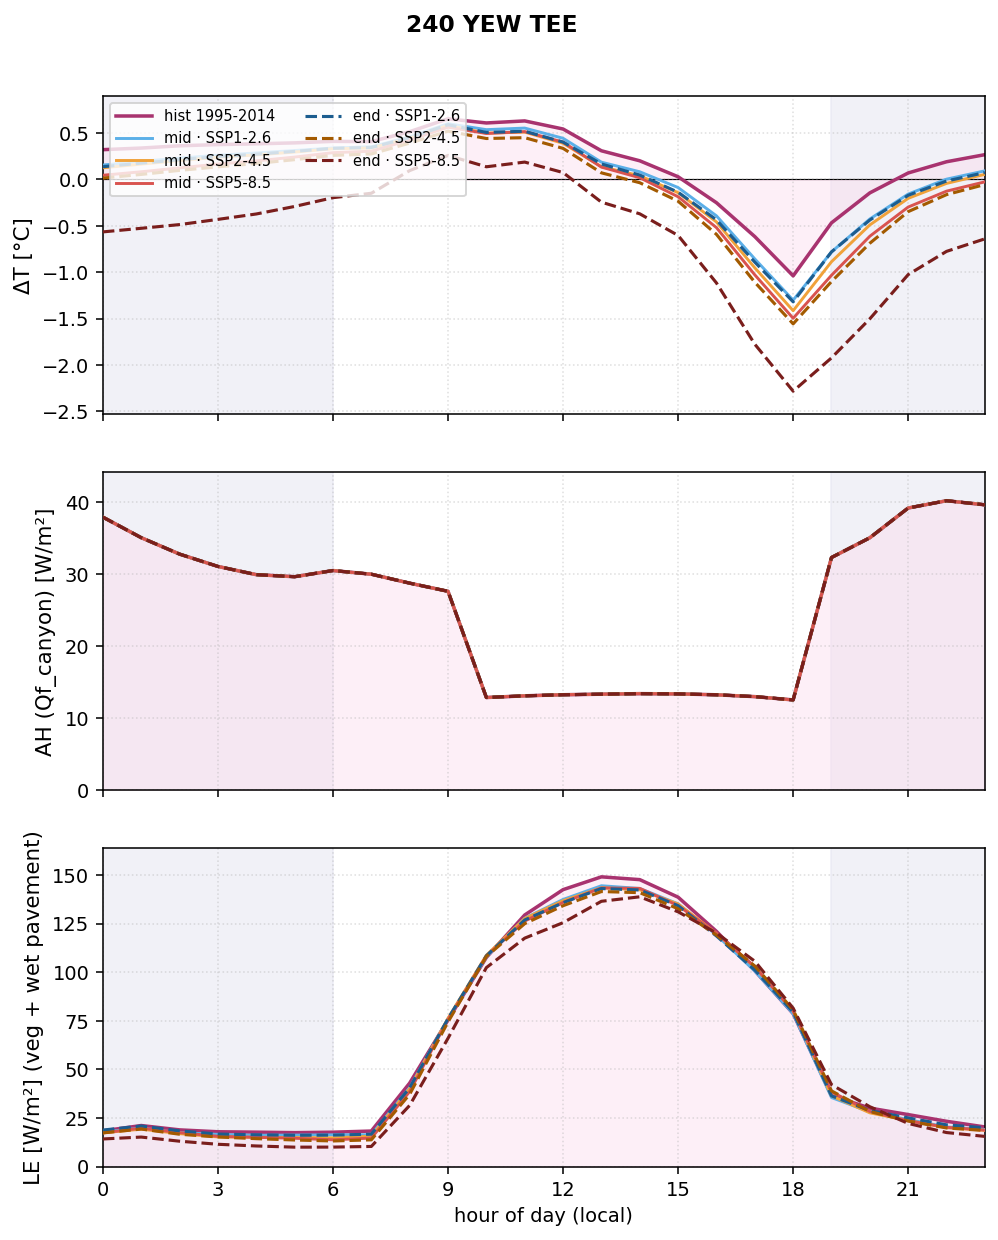 240 YEW TEE
hist 1995-2014
mid · SSP1-2.6
mid · SSP2-4.5
mid · SSP5-8.5
end · SSP1-2.6
end · SSP2-4.5
end · SSP5-8.5
0.5
0.0
−0.5
−1.0
−1.5
−2.0
−2.5
ΔT [°C]
40
30
20
10
0
AH (Qf_canyon) [W/m²]
150
125
100
75
50
25
0
LE [W/m²] (veg + wet pavement)
0 3 6 9 12 15 18 21
hour of day (local)